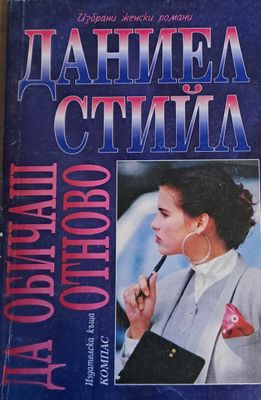 Избрани женски романи
ДАНИЕЛ
СТИЙЛ
ДА ОБИЧАШ
ОТНОВО
Издателска къща
КОМПАС